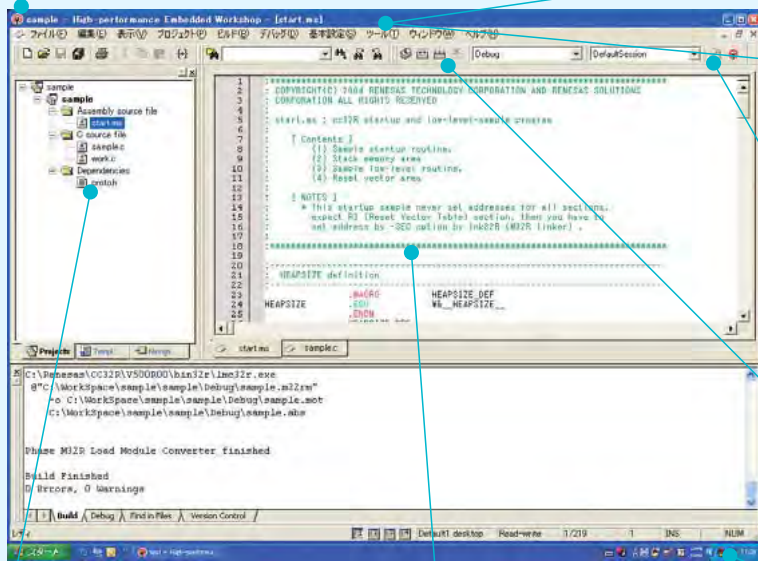 sample - High-performance Embedded Workshop - [start.ms]
ファイル(F) 編集(E) 表示(V) プロジェクト(P) ビルド(B) デバッグ(D) 基本設定(S) ツール(T) ウィンドウ(W) ヘルプ(H)
Debug
DefaultSession
sample
sample
Assembly source file
start.ms
C source file
sample.c
work.c
Dependencies
proto.h
Projects
Templ..
Naviga..
1
2 ; COPYRIGHT(C) 2004 RENESAS TECHNOLOGY CORPORATION AND RENESAS SOLUTIONS
3 ; CORPORATION ALL RIGHTS RESERVED
4 ;
5 ; start.ms : cc32R startup and low-level-sample program
6 ;
7 ; [ Contents ]
8 ; (1) Sample startup routine.
9 ; (2) Stack memory area
10 ; (3) Sample low-level routine.
11 ; (4) Reset vector area
12 ;
13 ; [ NOTES ]
14 ; * This startup sample never set addresses for all sections.
15 ; expect R3 (Reset Vector Table) section, then you have to
16 ; set address by -SEC option by lnk32R (M32R linker) .
17 ;
18
19
20
21 ; HEAPSIZE definition
22
23 .MACRO HEAPSIZE_DEF
24 HEAPSIZE .EQU ¥&__HEAPSIZE__
25 .ENDM
start.ms
sample.c
C:\Renesas\CC32R\V500R00\bin32r\lmc32r.exe
@"C:\WorkSpace\sample\sample\Debug\sample.m32rm"
-o C:\WorkSpace\sample\sample\Debug\sample.mot
C:\WorkSpace\sample\sample\Debug\sample.abs
Phase M32R Load Module Converter finished
Build Finished
0 Errors, 0 Warnings
Build
Debug
Find in Files
Version Control
レディ
Default1 desktop
Read-write
1/219
1
INS
NUM
スタート